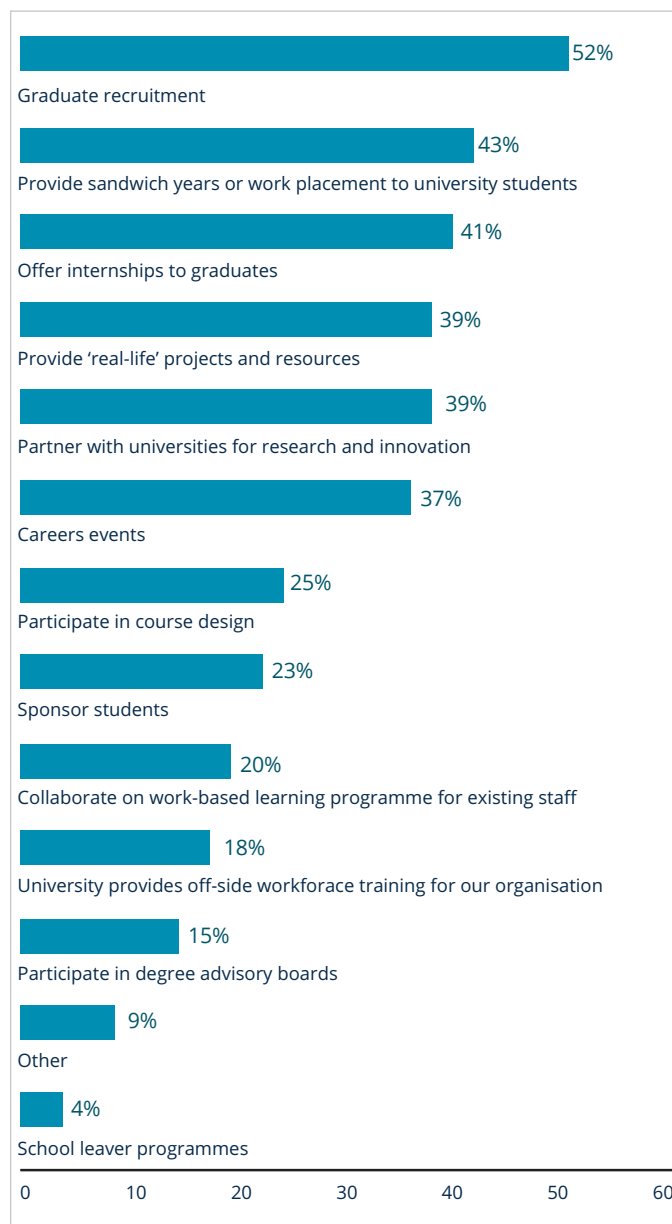 52%
Graduate recruitment
43%
Provide sandwich years or work placement to university students
41%
Offer internships to graduates
39%
Provide ‘real-life’ projects and resources
39%
Partner with universities for research and innovation
37%
Careers events
25%
Participate in course design
23%
Sponsor students
20%
Collaborate on work-based learning programme for existing staff
18%
University provides off-side workforace training for our organisation
15%
Participate in degree advisory boards
9%
Other
4%
School leaver programmes
0 10 20 30 40 50 60